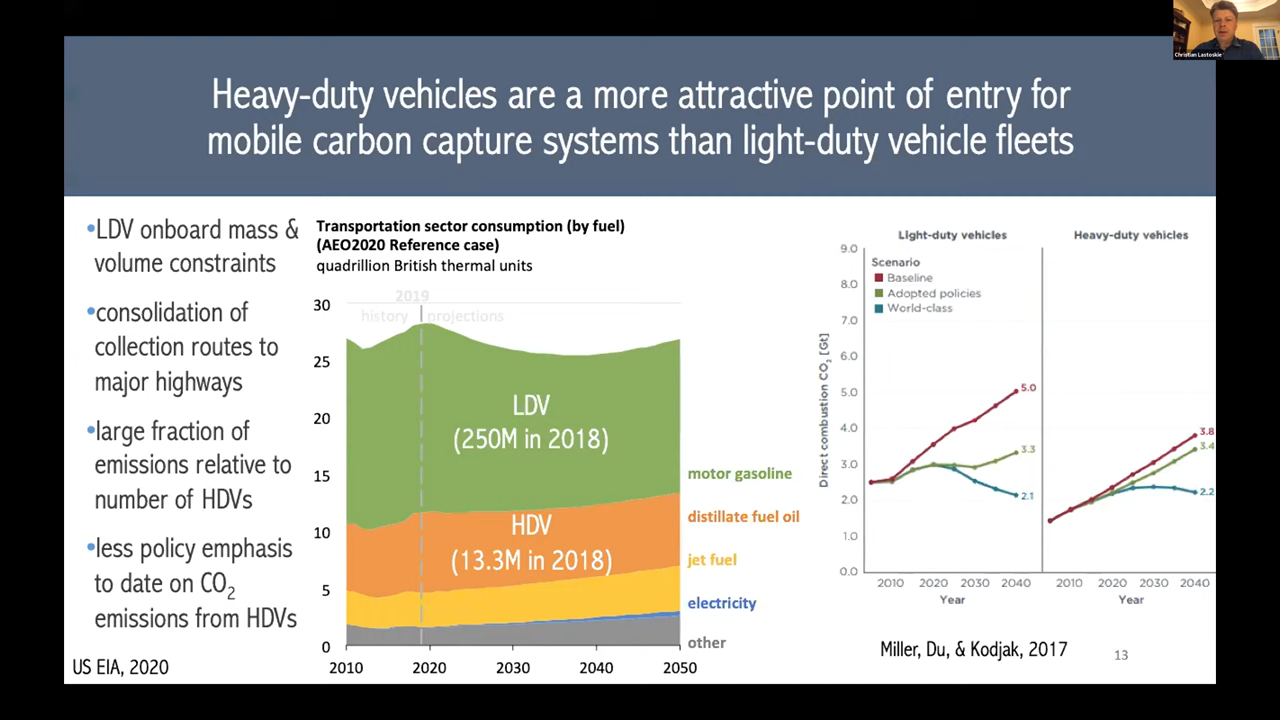 Christian Lastoskie
Heavy-duty vehicles are a more attractive point of entry for
mobile carbon capture systems than light-duty vehicle fleets
•LDV onboard mass &
volume constraints
•consolidation of
collection routes to
major highways
•large fraction of
emissions relative to
number of HDVs
•less policy emphasis
to date on CO₂
emissions from HDVs
US EIA, 2020
Transportation sector consumption (by fuel)
(AEO2020 Reference case)
quadrillion British thermal units
2019
history projections
30
25
20
15
10
5
0
LDV
(250M in 2018)
HDV
(13.3M in 2018)
motor gasoline
distillate fuel oil
jet fuel
electricity
other
2010 2020 2030 2040 2050
Light-duty vehicles Heavy-duty vehicles
Scenario
Baseline
Adopted policies
World-class
Direct combustion CO₂ [Gt]
9.0
8.0
7.0
6.0
5.0
4.0
3.0
2.0
1.0
0.0
5.0
3.3
2.1
3.8
3.4
2.2
2010 2020 2030 2040 2010 2020 2030 2040
Year Year
Miller, Du, & Kodjak, 2017
13